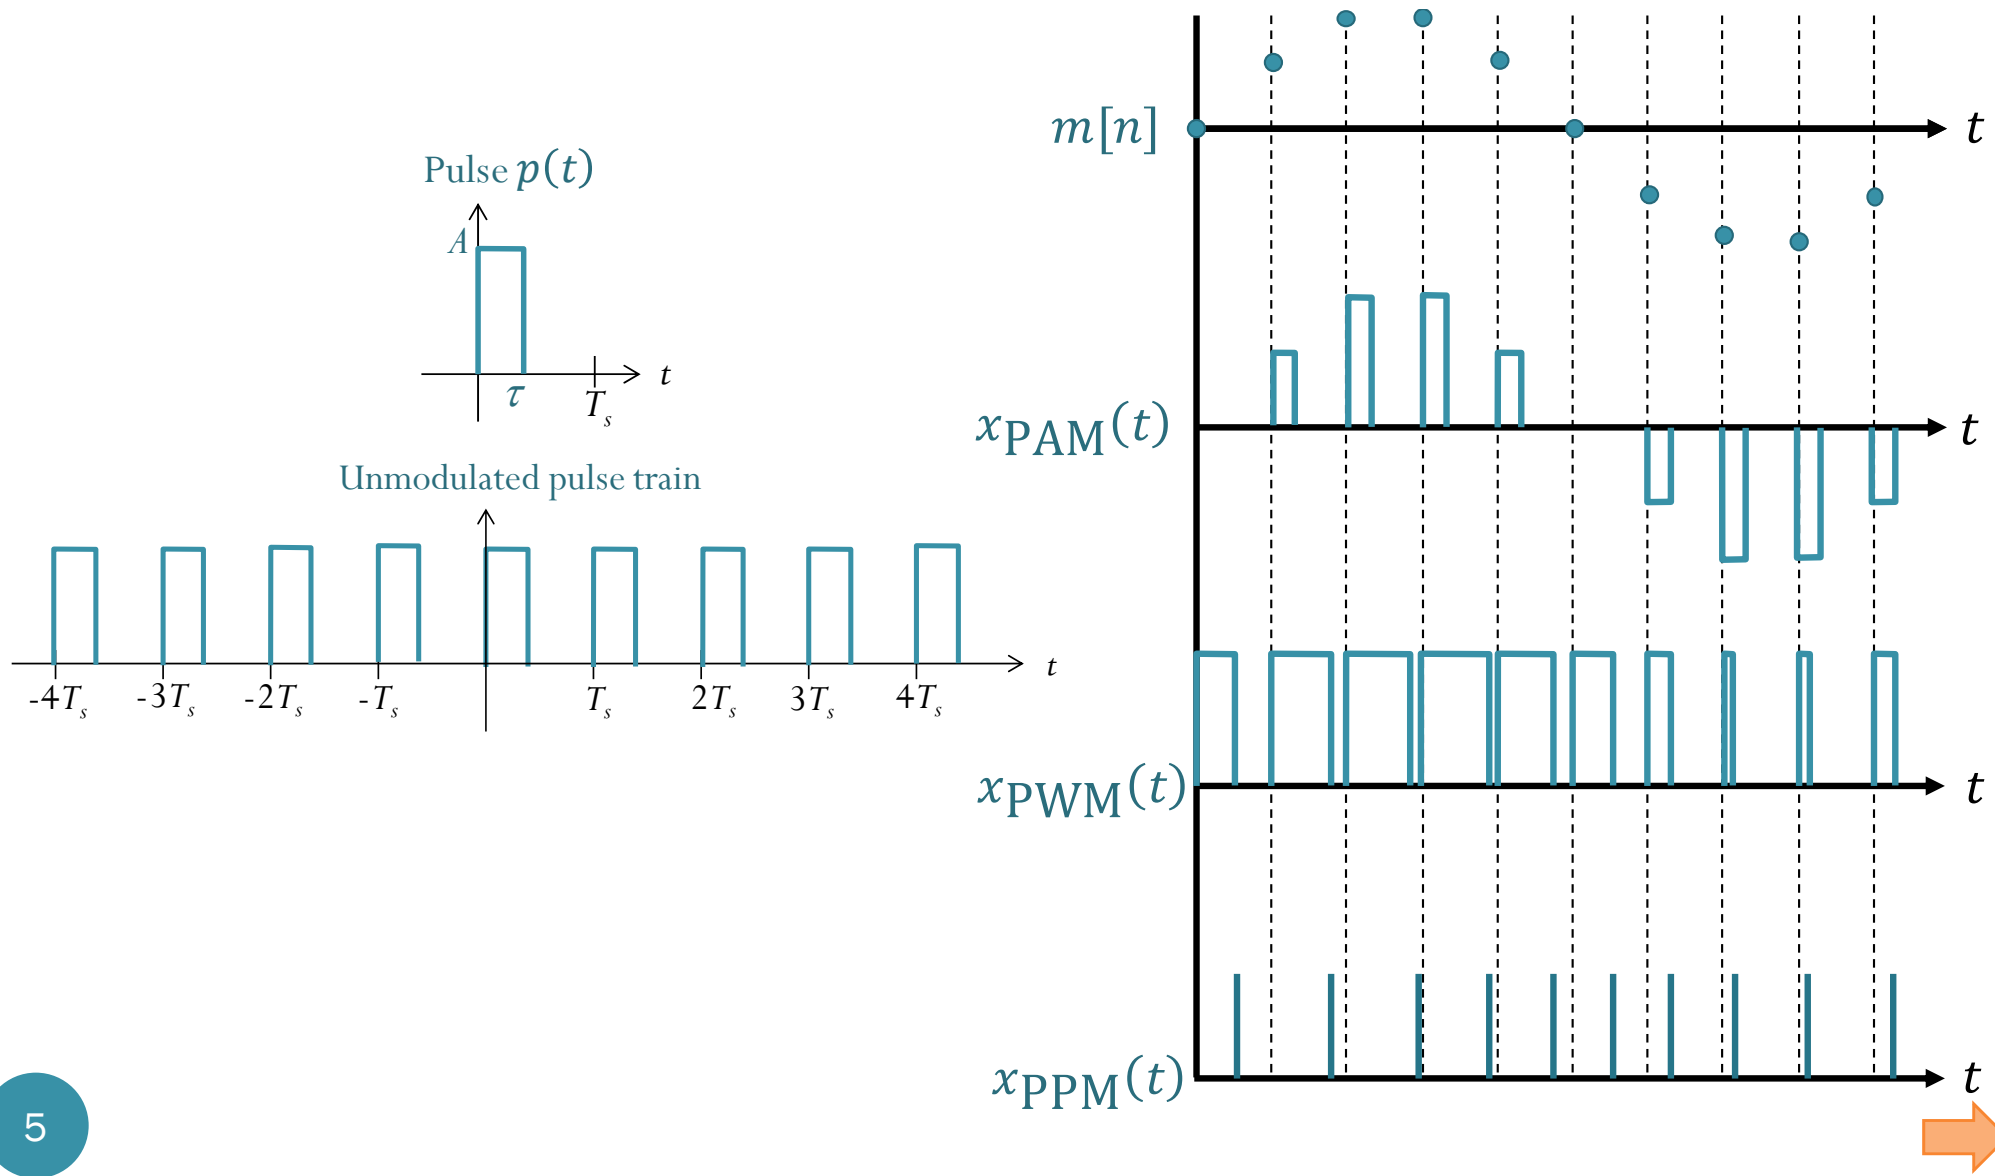 Pulse p(t)
A
τ
T_s
t
Unmodulated pulse train
-4T_s
-3T_s
-2T_s
-T_s
T_s
2T_s
3T_s
4T_s
t
m[n]
t
x_PAM(t)
t
x_PWM(t)
t
x_PPM(t)
t
5